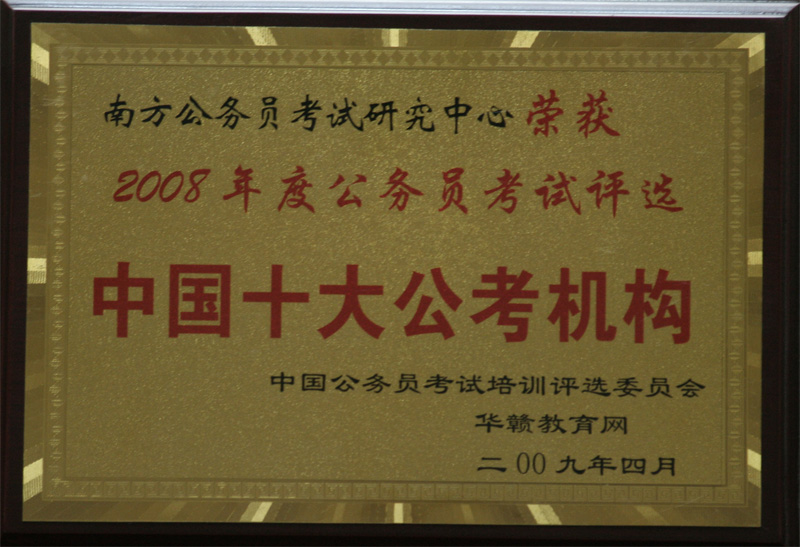 南方公务员考试研究中心荣获
2008年度公务员考试评选
中国十大公考机构
中国公务员考试培训评选委员会
华赣教育网
二00九年四月